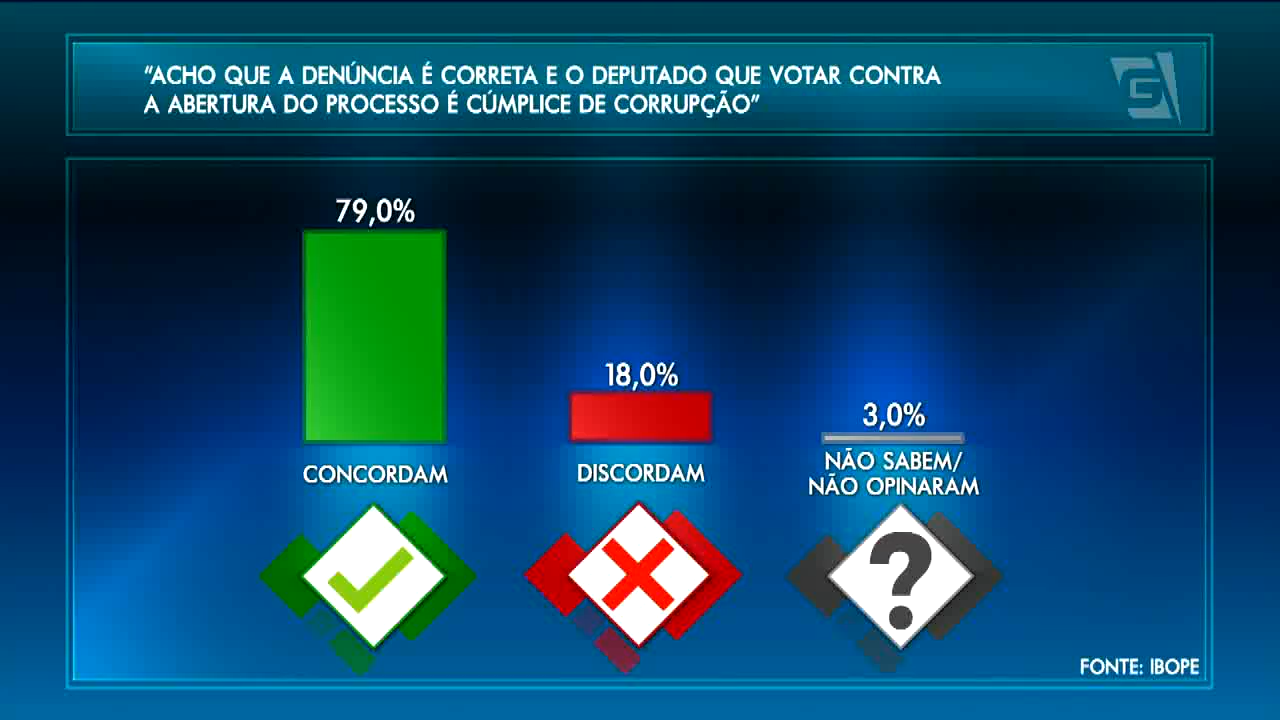 “ACHO QUE A DENÚNCIA É CORRETA E O DEPUTADO QUE VOTAR CONTRA
A ABERTURA DO PROCESSO É CÚMPLICE DE CORRUPÇÃO”
79,0%
18,0%
3,0%
CONCORDAM
DISCORDAM
NÃO SABEM/
NÃO OPINARAM
?
FONTE: IBOPE